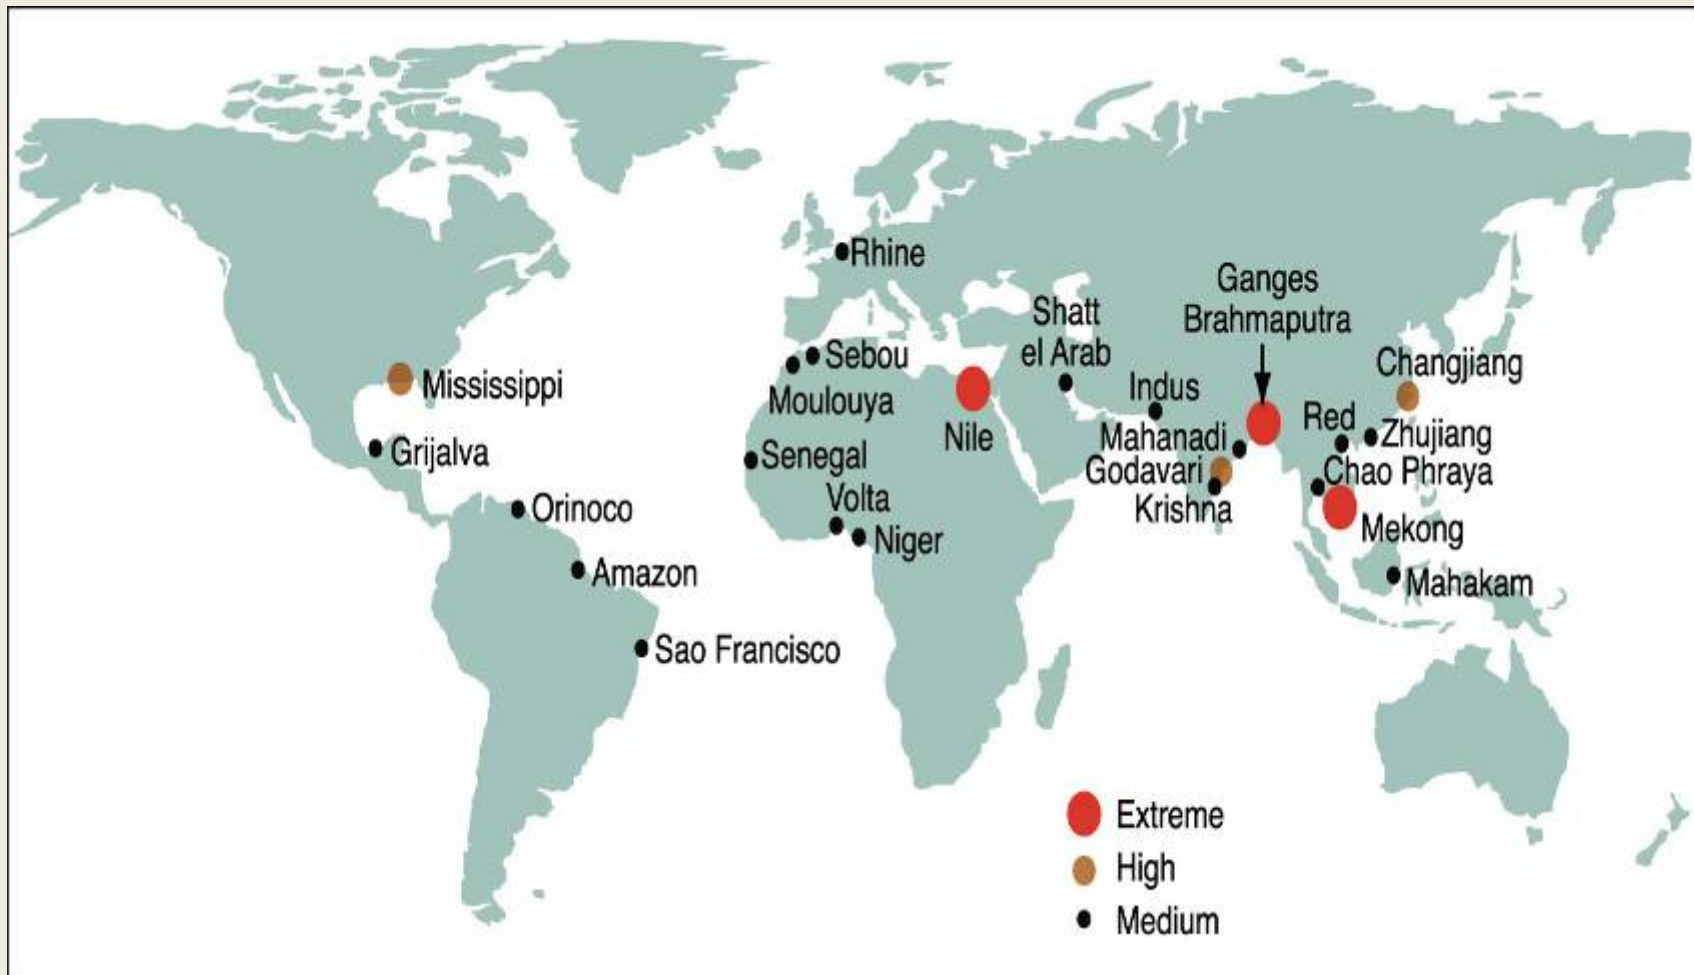 Rhine
Ganges
Brahmaputra
Shatt
el Arab
Sebou
Changjiang
Mississippi
Moulouya
Indus
Red
Nile
Mahanadi
Zhujiang
Grijalva
Senegal
Godavari
Chao Phraya
Volta
Orinoco
Krishna
Niger
Mekong
Amazon
Mahakam
Sao Francisco
Extreme
High
Medium